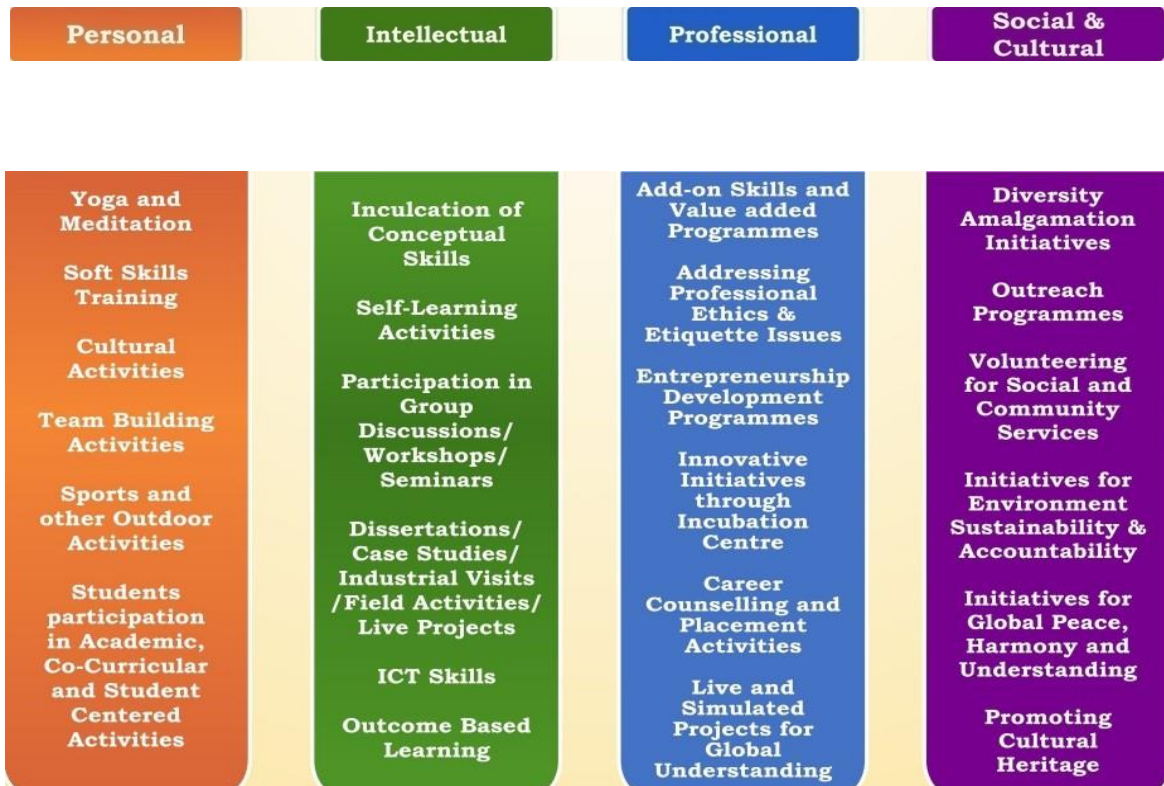 Personal
Intellectual
Professional
Social &
Cultural
Yoga and
Meditation
Soft Skills
Training
Cultural
Activities
Team Building
Activities
Sports and
other Outdoor
Activities
Students
participation
in Academic,
Co-Curricular
and Student
Centered
Activities
Inculcation of
Conceptual
Skills
Self-Learning
Activities
Participation in
Group
Discussions/
Workshops/
Seminars
Dissertations/
Case Studies/
Industrial Visits
/Field Activities/
Live Projects
ICT Skills
Outcome Based
Learning
Add-on Skills and
Value added
Programmes
Addressing
Professional
Ethics &
Etiquette Issues
Entrepreneurship
Development
Programmes
Innovative
Initiatives
through
Incubation
Centre
Career
Counselling and
Placement
Activities
Live and
Simulated
Projects for
Global
Understanding
Diversity
Amalgamation
Initiatives
Outreach
Programmes
Volunteering
for Social and
Community
Services
Initiatives for
Environment
Sustainability &
Accountability
Initiatives for
Global Peace,
Harmony and
Understanding
Promoting
Cultural
Heritage